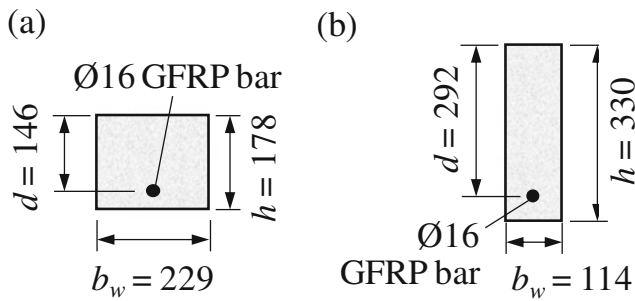 (a)
Ø16 GFRP bar
d = 146
h = 178
b_w = 229
(b)
d = 292
h = 330
Ø16
GFRP bar
b_w = 114